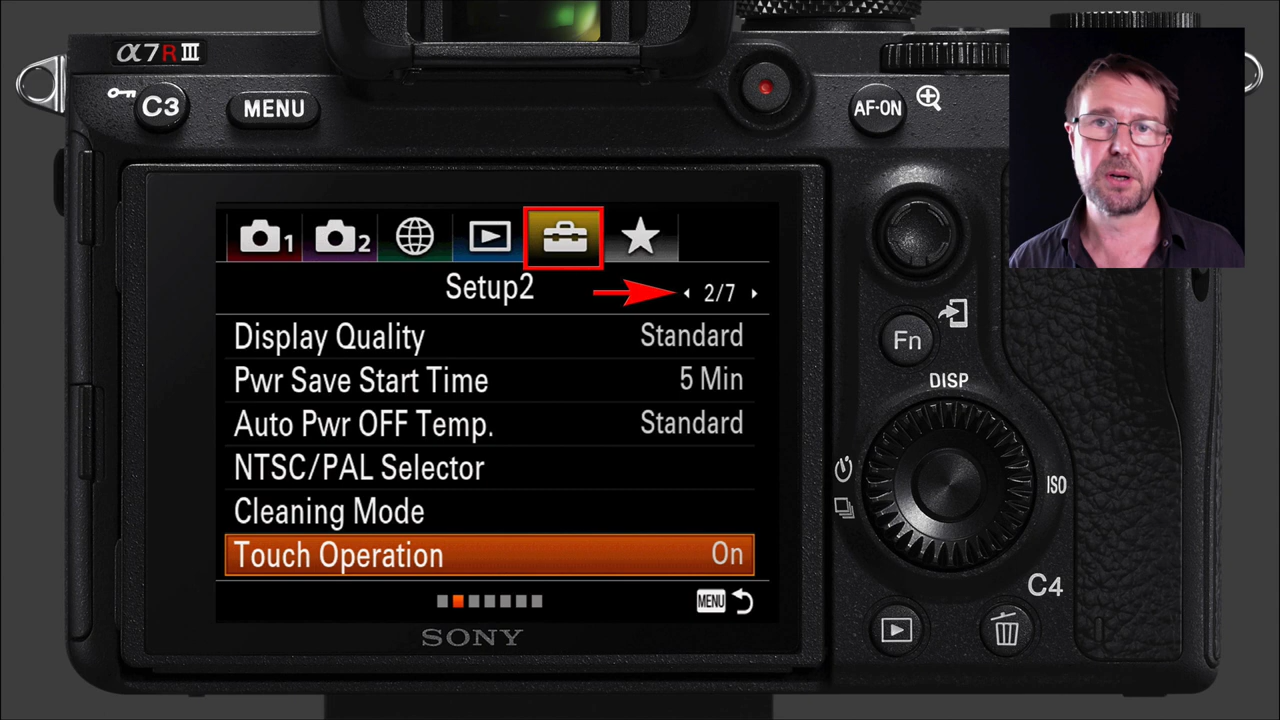 α7RIII
C3
MENU
AF-ON
1
2
Setup2
2/7
Display Quality Standard
Pwr Save Start Time 5 Min
Auto Pwr OFF Temp. Standard
NTSC/PAL Selector
Cleaning Mode
Touch Operation On
MENU
SONY
Fn
DISP
ISO
C4